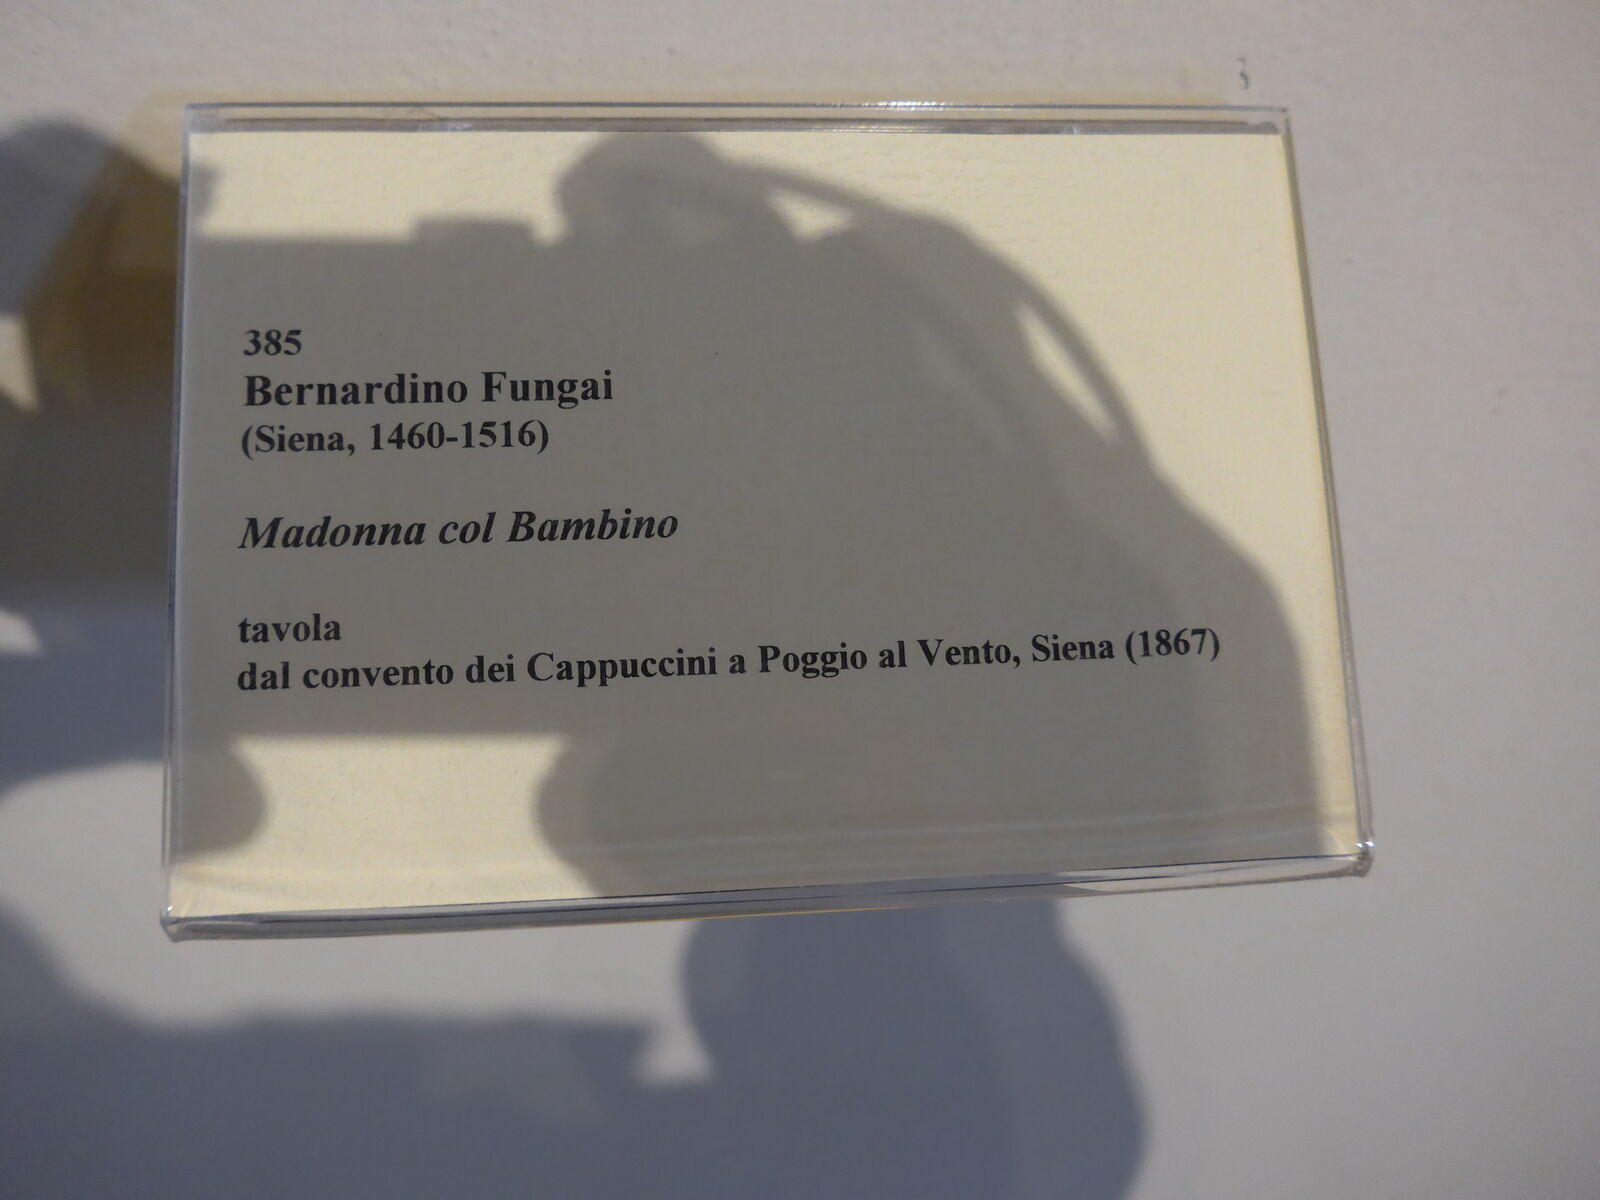 385
Bernardino Fungai
(Siena, 1460-1516)
Madonna col Bambino
tavola
dal convento dei Cappuccini a Poggio al Vento, Siena (1867)